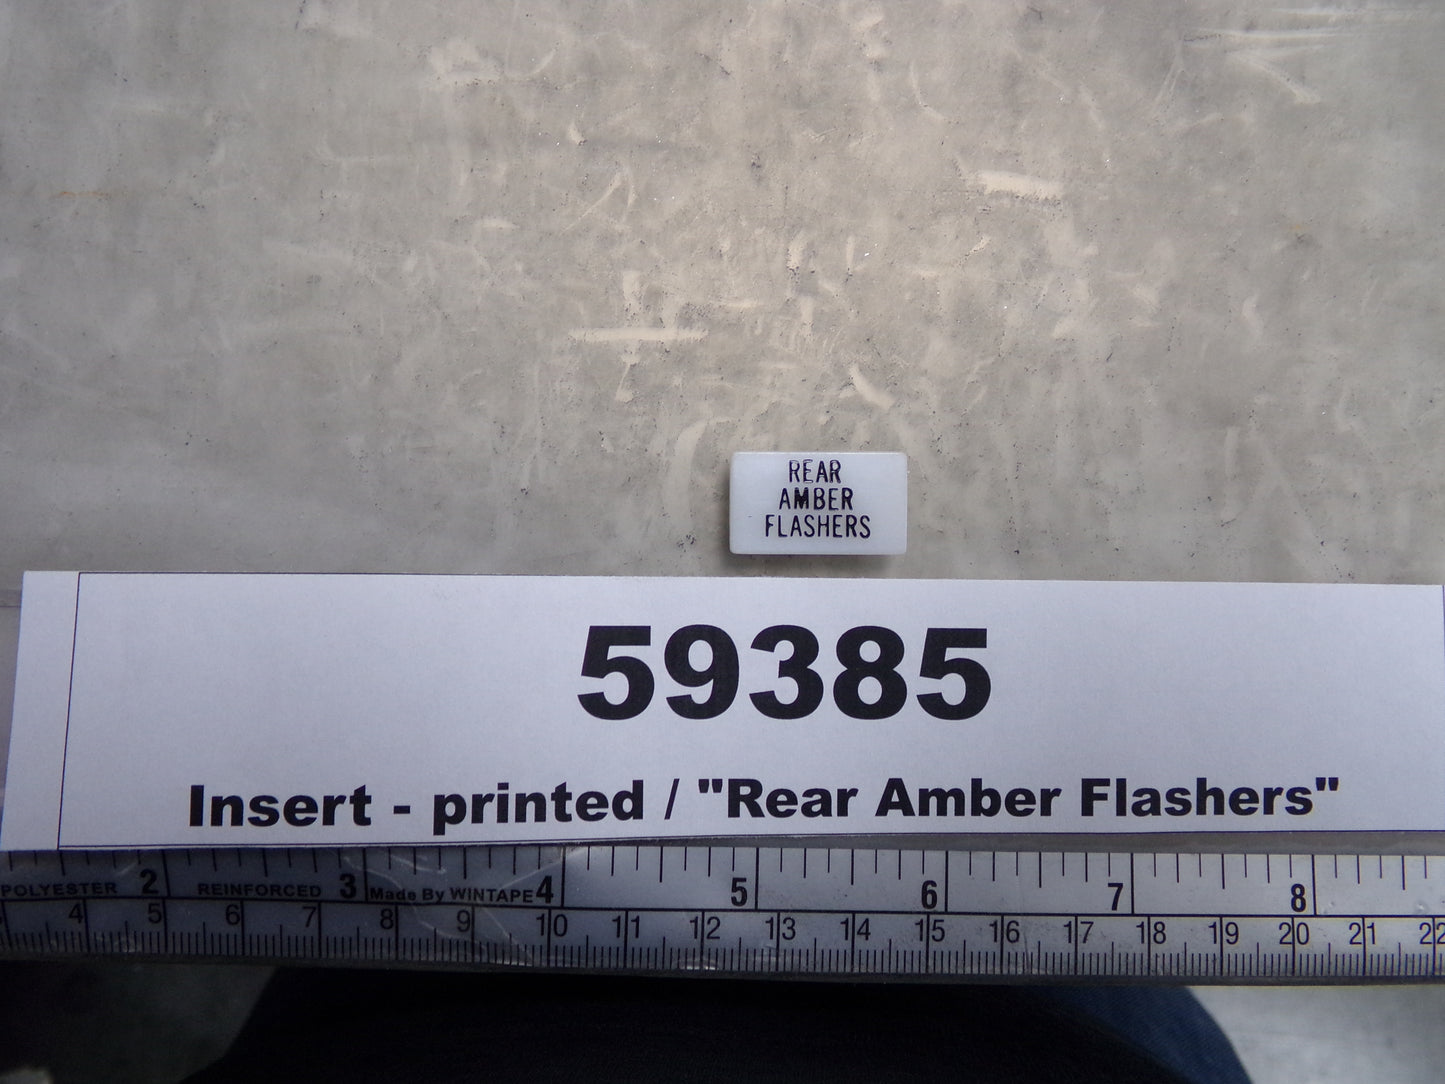 REAR
AMBER
FLASHERS
59385
Insert - printed / "Rear Amber Flashers"
POLYESTER 2 REINFORCED 3 Made By WINTAPE 4 5 6 7 8
4 5 6 7 8 9 10 11 12 13 14 15 16 17 18 19 20 21 22